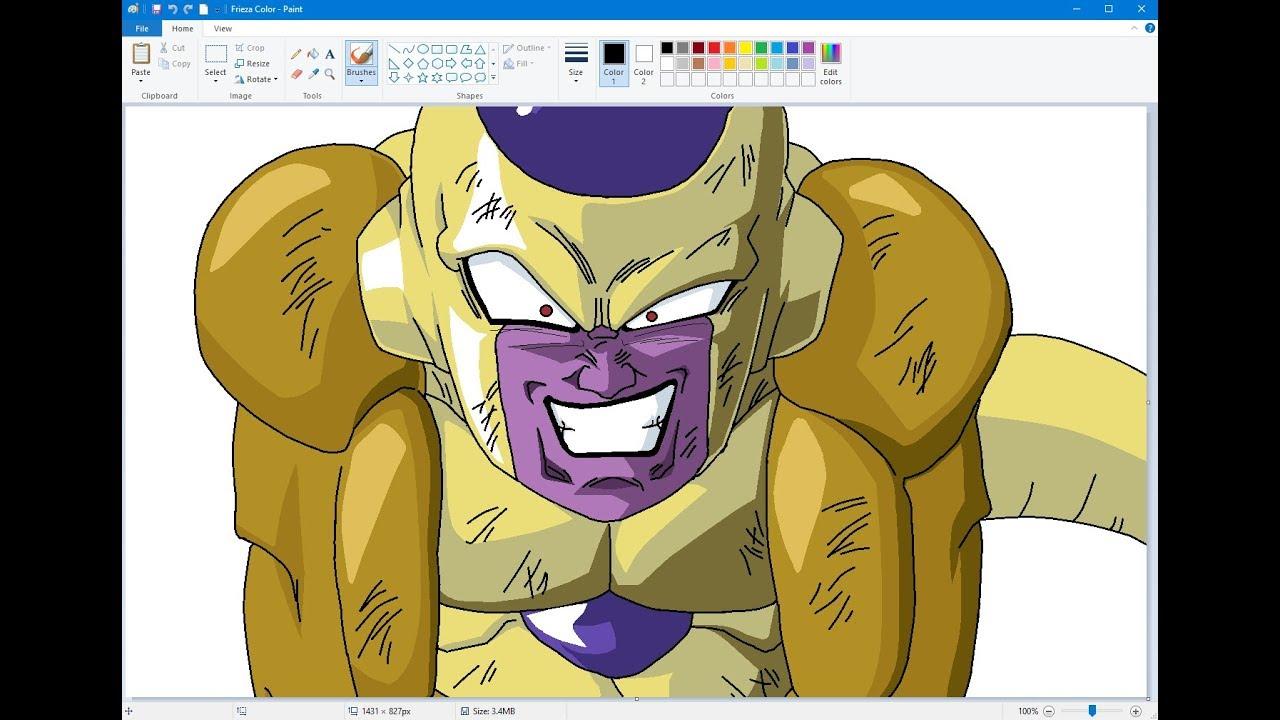 Frieza Color - Paint
File Home View
Paste
Cut
Copy
Clipboard
Select
Crop
Resize
Rotate
Image
A
Tools
Brushes
Outline
Fill
Shapes
Size
Color
1
Color
2
Edit
colors
Colors
1431 × 827px
Size: 3.4MB
100%